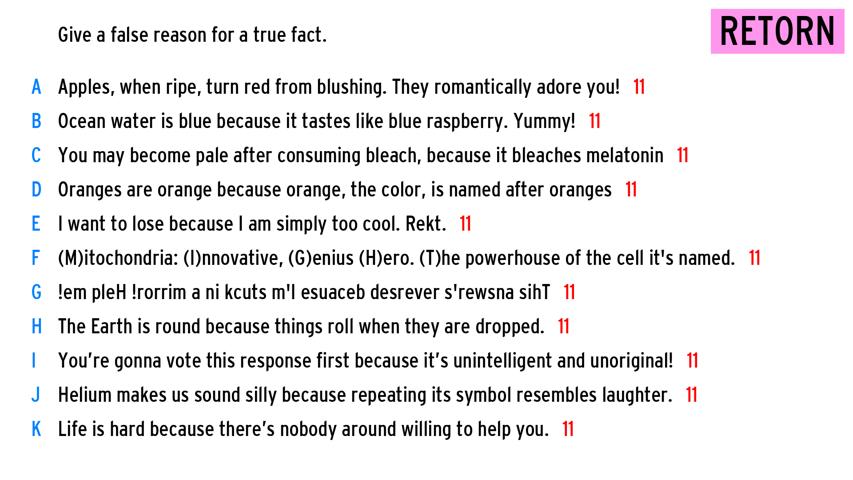 Give a false reason for a true fact.
RETORN
A Apples, when ripe, turn red from blushing. They romantically adore you! 11
B Ocean water is blue because it tastes like blue raspberry. Yummy! 11
C You may become pale after consuming bleach, because it bleaches melatonin 11
D Oranges are orange because orange, the color, is named after oranges 11
E I want to lose because I am simply too cool. Rekt. 11
F (M)itochondria: (I)nnovative, (G)enius (H)ero. (T)he powerhouse of the cell it's named. 11
G !em pleH !rorrim a ni kcuts m'I esuaceb desrever s'rewsna sihT 11
H The Earth is round because things roll when they are dropped. 11
I You're gonna vote this response first because it's unintelligent and unoriginal! 11
J Helium makes us sound silly because repeating its symbol resembles laughter. 11
K Life is hard because there's nobody around willing to help you. 11